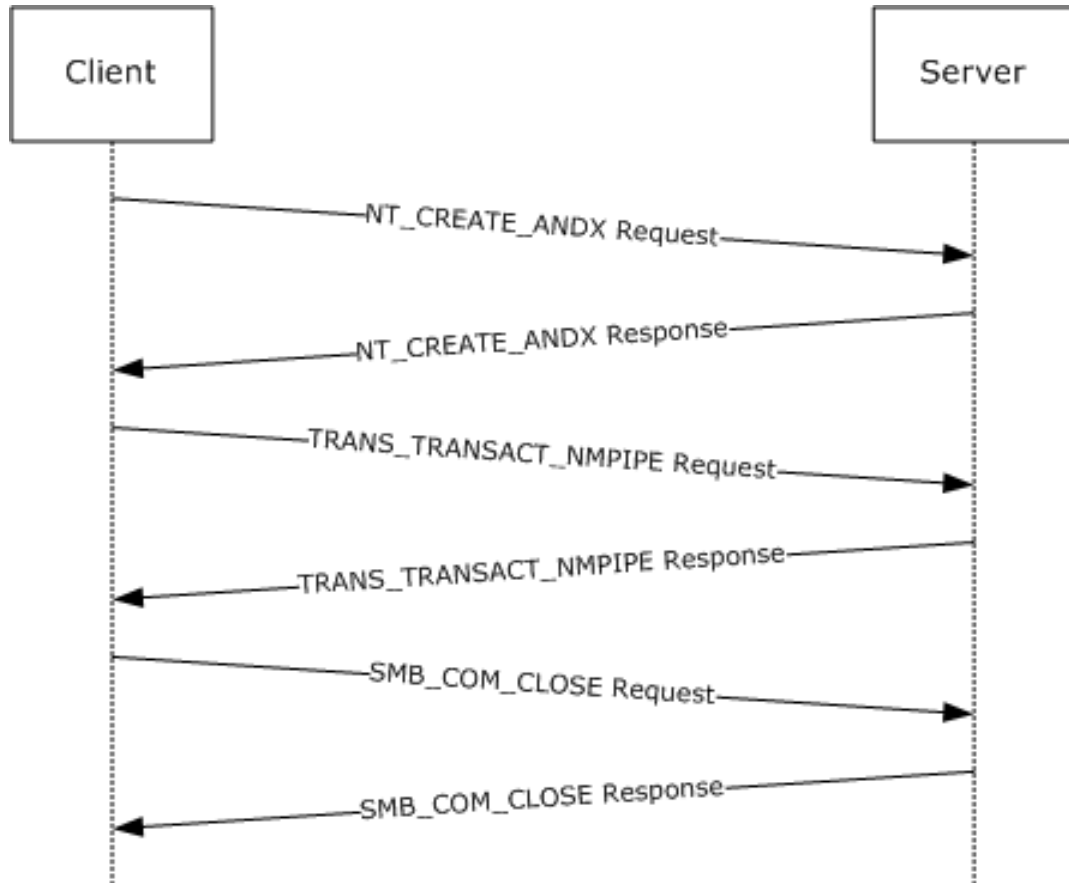 Client
Server
NT_CREATE_ANDX Request
NT_CREATE_ANDX Response
TRANS_TRANSACT_NMPIPE Request
TRANS_TRANSACT_NMPIPE Response
SMB_COM_CLOSE Request
SMB_COM_CLOSE Response